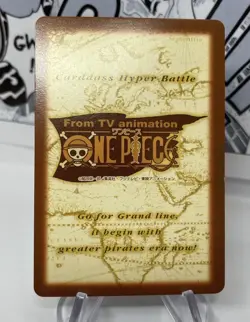 Carddass Hyper Battle
From TV animation
ワンピース
ONE PIECE
Go for Grand line.
it begin with
greater pirates era now!